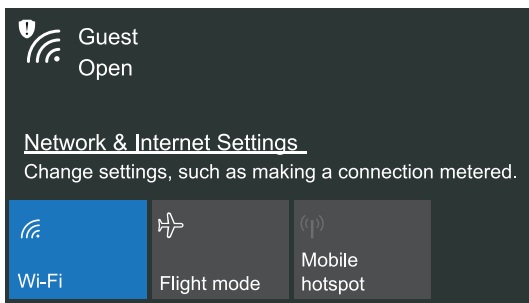 Guest
Open
Network & Internet Settings
Change settings, such as making a connection metered.
Wi-Fi
Flight mode
Mobile
hotspot